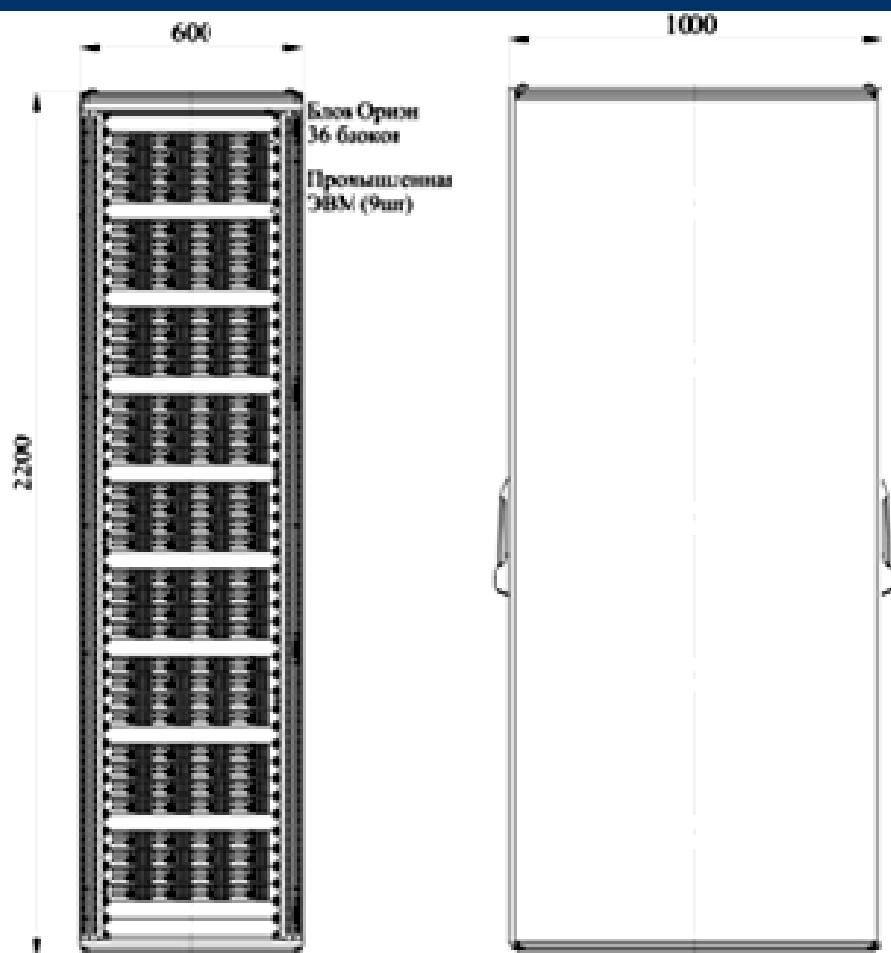 600
1000
Блок Орион
36 блоков
Промышленная
ЭВМ (9шт)
2200